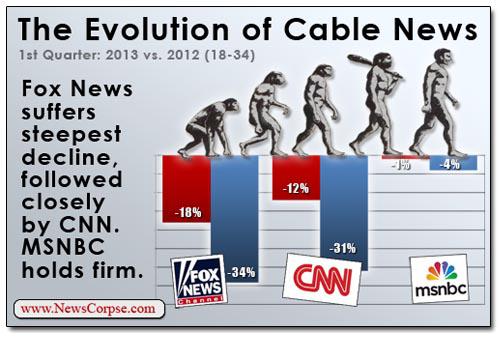 The Evolution of Cable News
1st Quarter: 2013 vs. 2012 (18-34)
Fox News
suffers
steepest
decline,
followed
closely
by CNN.
MSNBC
holds firm.
-18%
-34%
-12%
-31%
-1%
-4%
FOX
NEWS
Channel
CNN
msnbc
www.NewsCorpse.com